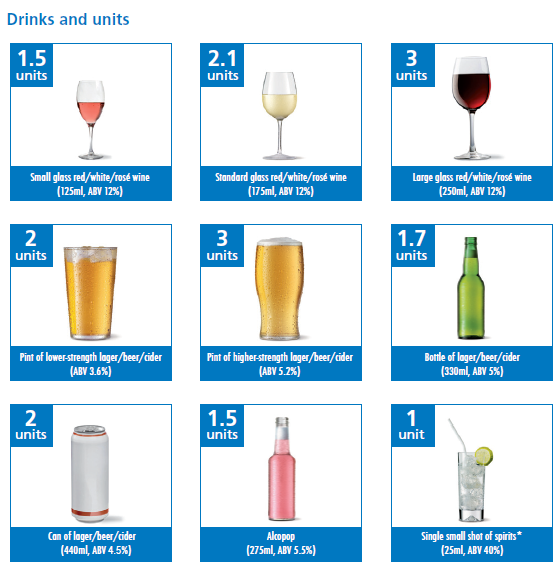 Drinks and units
1.5
units
2.1
units
3
units
Small glass red/white/rosé wine
(125ml, ABV 12%)
Standard glass red/white/rosé wine
(175ml, ABV 12%)
Large glass red/white/rosé wine
(250ml, ABV 12%)
2
units
3
units
1.7
units
Pint of lower-strength lager/beer/cider
(ABV 3.6%)
Pint of higher-strength lager/beer/cider
(ABV 5.2%)
Bottle of lager/beer/cider
(330ml, ABV 5%)
2
units
1.5
units
1
unit
Can of lager/beer/cider
(440ml, ABV 4.5%)
Alcopop
(275ml, ABV 5.5%)
Single small shot of spirits*
(25ml, ABV 40%)